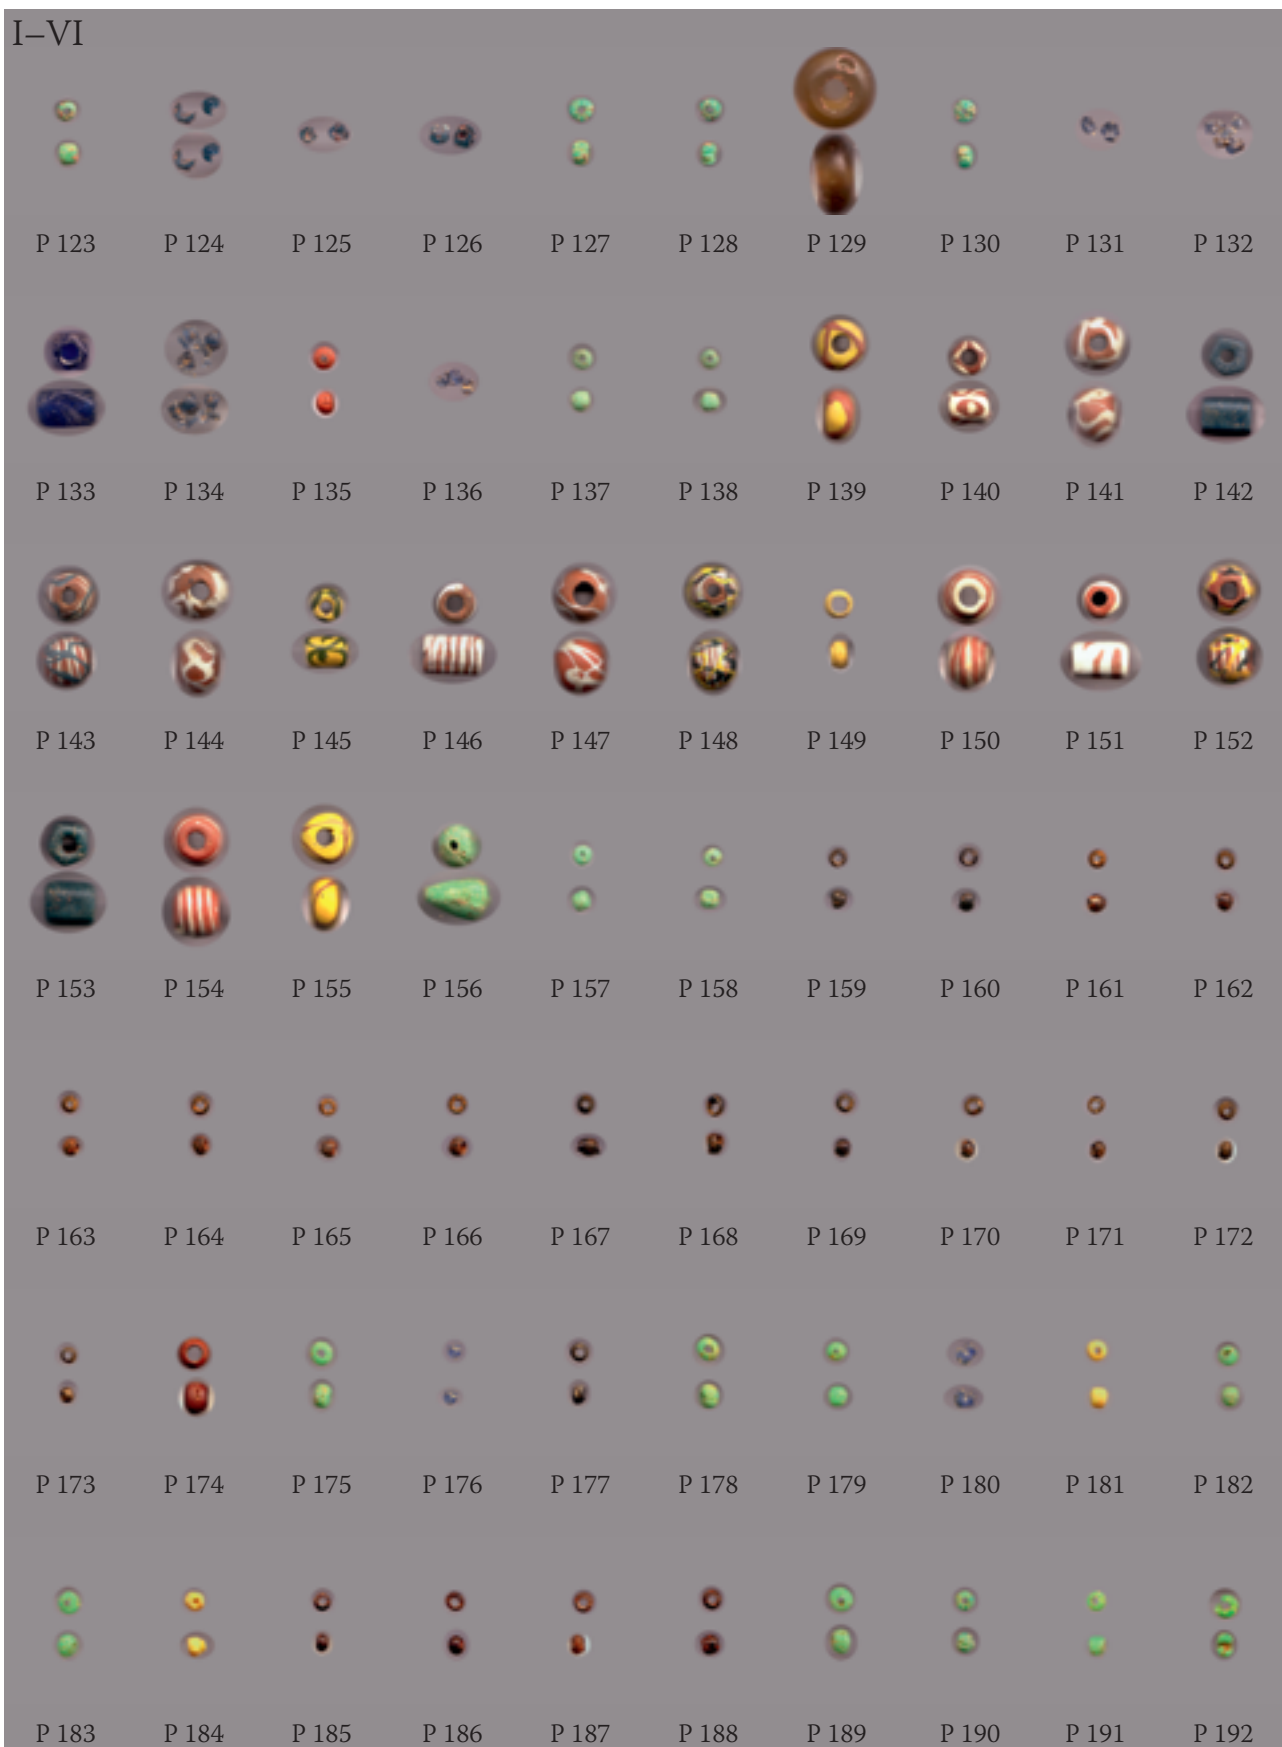 I–VI
P 123 P 124 P 125 P 126 P 127 P 128 P 129 P 130 P 131 P 132
P 133 P 134 P 135 P 136 P 137 P 138 P 139 P 140 P 141 P 142
P 143 P 144 P 145 P 146 P 147 P 148 P 149 P 150 P 151 P 152
P 153 P 154 P 155 P 156 P 157 P 158 P 159 P 160 P 161 P 162
P 163 P 164 P 165 P 166 P 167 P 168 P 169 P 170 P 171 P 172
P 173 P 174 P 175 P 176 P 177 P 178 P 179 P 180 P 181 P 182
P 183 P 184 P 185 P 186 P 187 P 188 P 189 P 190 P 191 P 192